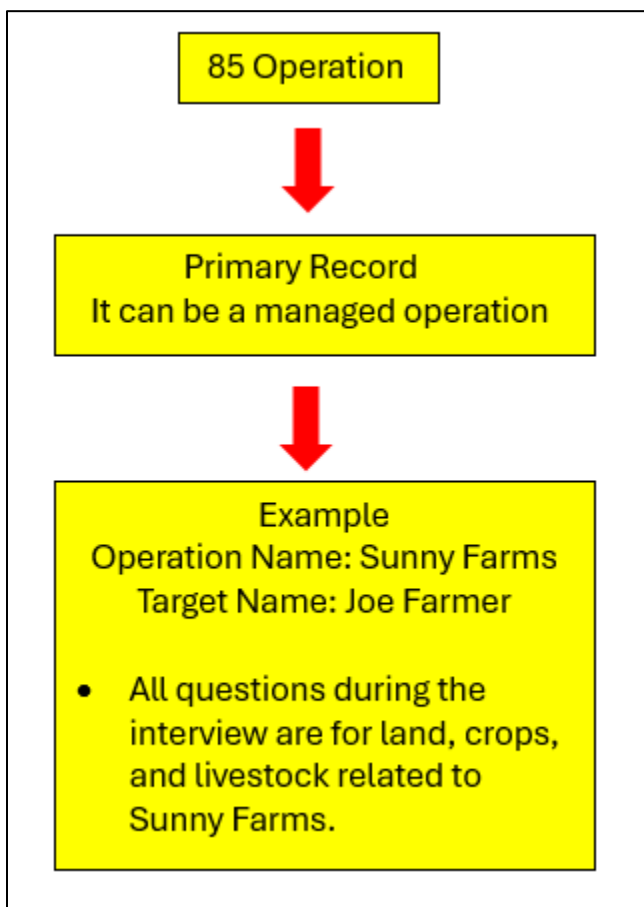 85 Operation
Primary Record
It can be a managed operation
Example
Operation Name: Sunny Farms
Target Name: Joe Farmer
• All questions during the
interview are for land, crops,
and livestock related to
Sunny Farms.